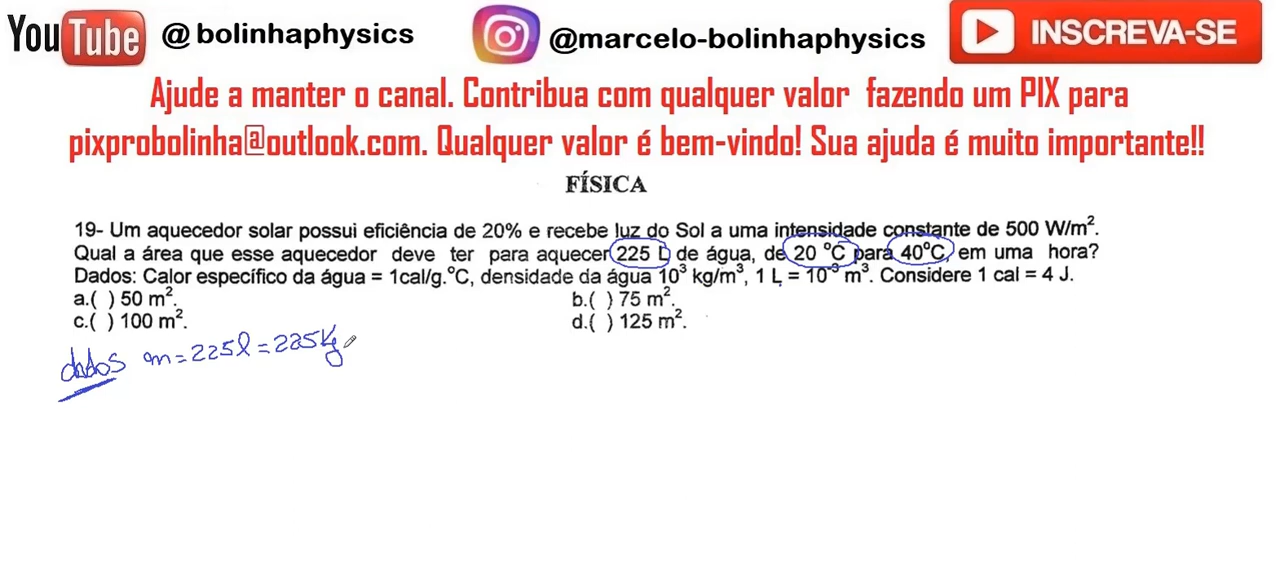 YouTube @bolinhaphysics @marcelo-bolinhaphysics INSCREVA-SE
Ajude a manter o canal. Contribua com qualquer valor fazendo um PIX para
pixprobolinha@outlook.com. Qualquer valor é bem-vindo! Sua ajuda é muito importante!!
FÍSICA
19- Um aquecedor solar possui eficiência de 20% e recebe luz do Sol a uma intensidade constante de 500 W/m².
Qual a área que esse aquecedor deve ter para aquecer 225 L de água, de 20 °C para 40°C, em uma hora?
Dados: Calor específico da água = 1cal/g.°C, densidade da água 10³ kg/m³, 1 L = 10⁻³ m³. Considere 1 cal = 4 J.
a.( ) 50 m². b.( ) 75 m².
c.( ) 100 m². d.( ) 125 m².
dados m = 225l = 225Kg